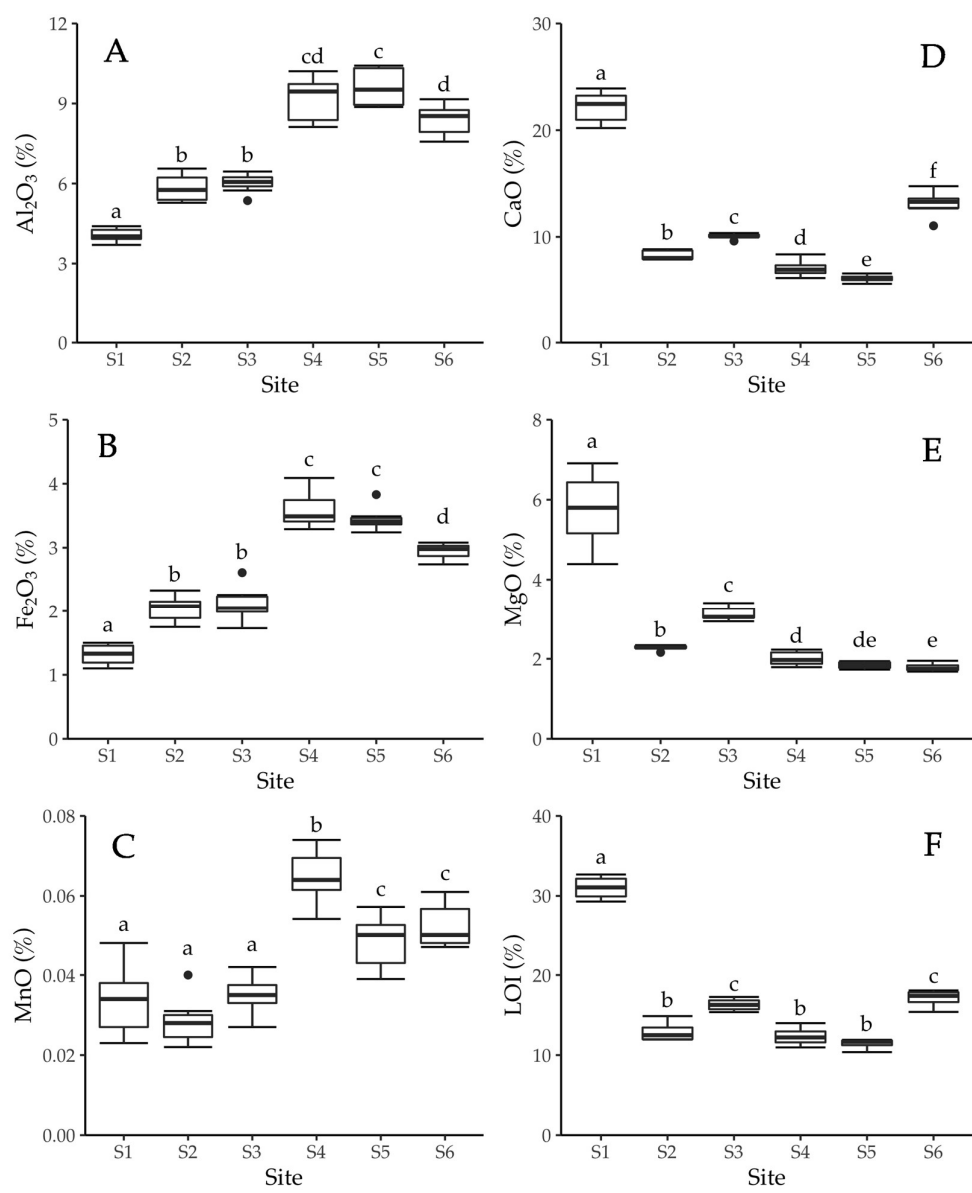 A
Al₂O₃ (%)
12
9
6
3
0
a
b
b
cd
c
d
S1 S2 S3 S4 S5 S6
Site
D
CaO (%)
30
20
10
0
a
b
c
d
e
f
S1 S2 S3 S4 S5 S6
Site
B
Fe₂O₃ (%)
5
4
3
2
1
0
a
b
b
c
c
d
S1 S2 S3 S4 S5 S6
Site
E
MgO (%)
8
6
4
2
0
a
b
c
d
de
e
S1 S2 S3 S4 S5 S6
Site
C
MnO (%)
0.08
0.06
0.04
0.02
0.00
a
a
a
b
c
c
S1 S2 S3 S4 S5 S6
Site
F
LOI (%)
40
30
20
10
0
a
b
c
b
b
c
S1 S2 S3 S4 S5 S6
Site